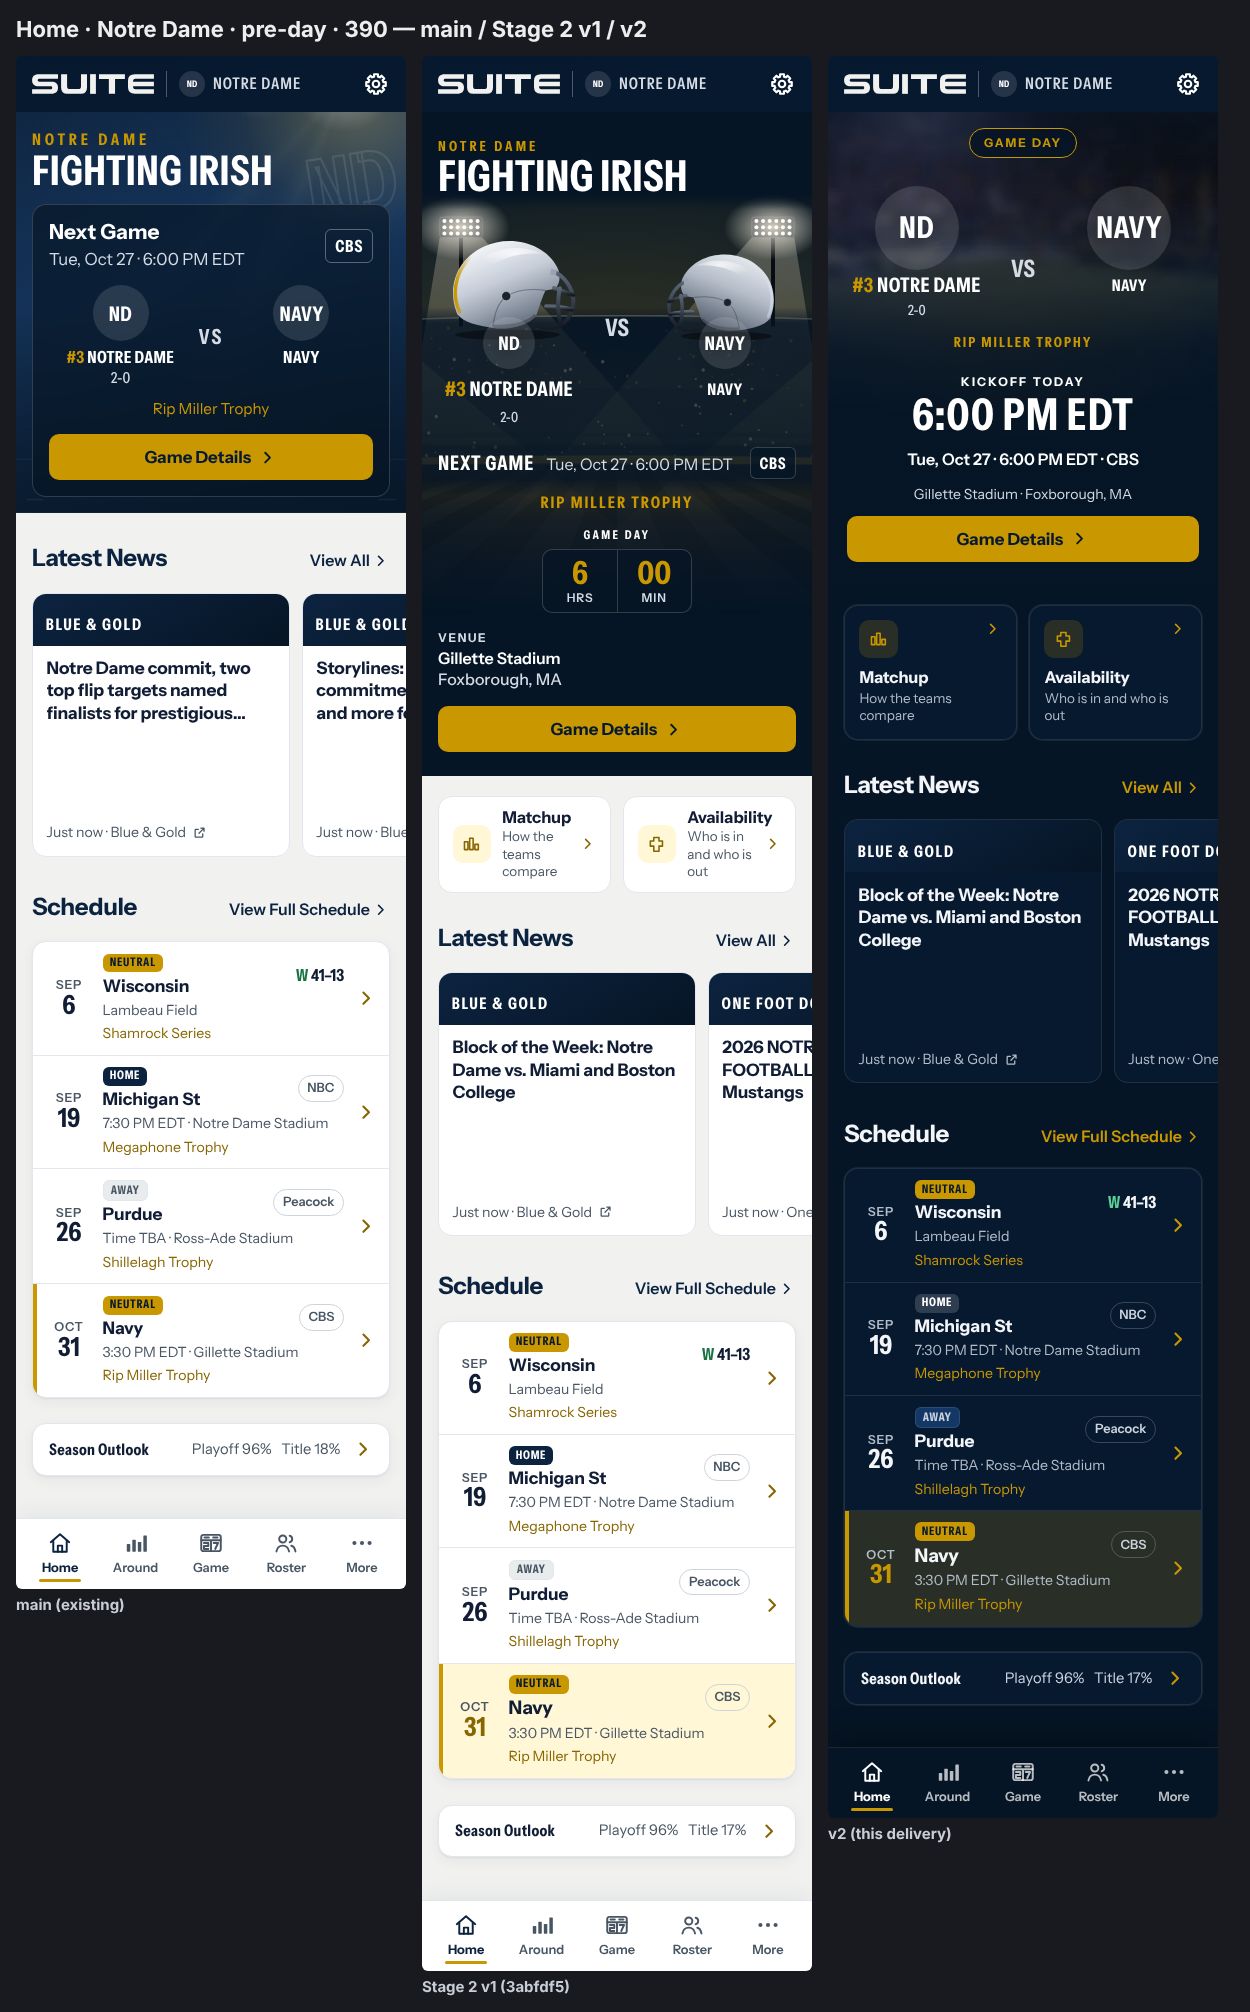 Home · Notre Dame · pre-day · 390 — main / Stage 2 v1 / v2
SUITE
ND
NOTRE DAME
NOTRE DAME
FIGHTING IRISH
ND
Next Game
Tue, Oct 27 · 6:00 PM EDT
CBS
ND
VS
NAVY
#3 NOTRE DAME
NAVY
2-0
Rip Miller Trophy
Game Details
Latest News
View All
BLUE & GOLD
BLUE & GOL
Notre Dame commit, two
top flip targets named
finalists for prestigious...
Storylines:
commitme
and more fo
Just now · Blue & Gold
Just now · Blue
Schedule
View Full Schedule
SEP
6
NEUTRAL
Wisconsin
Lambeau Field
Shamrock Series
W 41–13
SEP
19
HOME
Michigan St
7:30 PM EDT · Notre Dame Stadium
Megaphone Trophy
NBC
SEP
26
AWAY
Purdue
Time TBA · Ross-Ade Stadium
Shillelagh Trophy
Peacock
OCT
31
NEUTRAL
Navy
3:30 PM EDT · Gillette Stadium
Rip Miller Trophy
CBS
Season Outlook
Playoff 96% Title 18%
Home
Around
Game
Roster
More
main (existing)
SUITE
ND
NOTRE DAME
NOTRE DAME
FIGHTING IRISH
VS
ND
NAVY
#3 NOTRE DAME
NAVY
2-0
NEXT GAME
Tue, Oct 27 · 6:00 PM EDT
CBS
RIP MILLER TROPHY
GAME DAY
6
HRS
00
MIN
VENUE
Gillette Stadium
Foxborough, MA
Game Details
Matchup
How the
teams
compare
Availability
Who is in
and who is
out
Latest News
View All
BLUE & GOLD
ONE FOOT DO
Block of the Week: Notre
Dame vs. Miami and Boston
College
2026 NOTR
FOOTBALL
Mustangs
Just now · Blue & Gold
Just now · One
Schedule
View Full Schedule
SEP
6
NEUTRAL
Wisconsin
Lambeau Field
Shamrock Series
W 41–13
SEP
19
HOME
Michigan St
7:30 PM EDT · Notre Dame Stadium
Megaphone Trophy
NBC
SEP
26
AWAY
Purdue
Time TBA · Ross-Ade Stadium
Shillelagh Trophy
Peacock
OCT
31
NEUTRAL
Navy
3:30 PM EDT · Gillette Stadium
Rip Miller Trophy
CBS
Season Outlook
Playoff 96% Title 17%
Home
Around
Game
Roster
More
Stage 2 v1 (3abfdf5)
SUITE
ND
NOTRE DAME
GAME DAY
ND
VS
NAVY
#3 NOTRE DAME
NAVY
2-0
RIP MILLER TROPHY
KICKOFF TODAY
6:00 PM EDT
Tue, Oct 27 · 6:00 PM EDT · CBS
Gillette Stadium · Foxborough, MA
Game Details
Matchup
How the teams
compare
Availability
Who is in and who is
out
Latest News
View All
BLUE & GOLD
ONE FOOT DO
Block of the Week: Notre
Dame vs. Miami and Boston
College
2026 NOTR
FOOTBALL
Mustangs
Just now · Blue & Gold
Just now · One
Schedule
View Full Schedule
SEP
6
NEUTRAL
Wisconsin
Lambeau Field
Shamrock Series
W 41–13
SEP
19
HOME
Michigan St
7:30 PM EDT · Notre Dame Stadium
Megaphone Trophy
NBC
SEP
26
AWAY
Purdue
Time TBA · Ross-Ade Stadium
Shillelagh Trophy
Peacock
OCT
31
NEUTRAL
Navy
3:30 PM EDT · Gillette Stadium
Rip Miller Trophy
CBS
Season Outlook
Playoff 96% Title 17%
Home
Around
Game
Roster
More
v2 (this delivery)